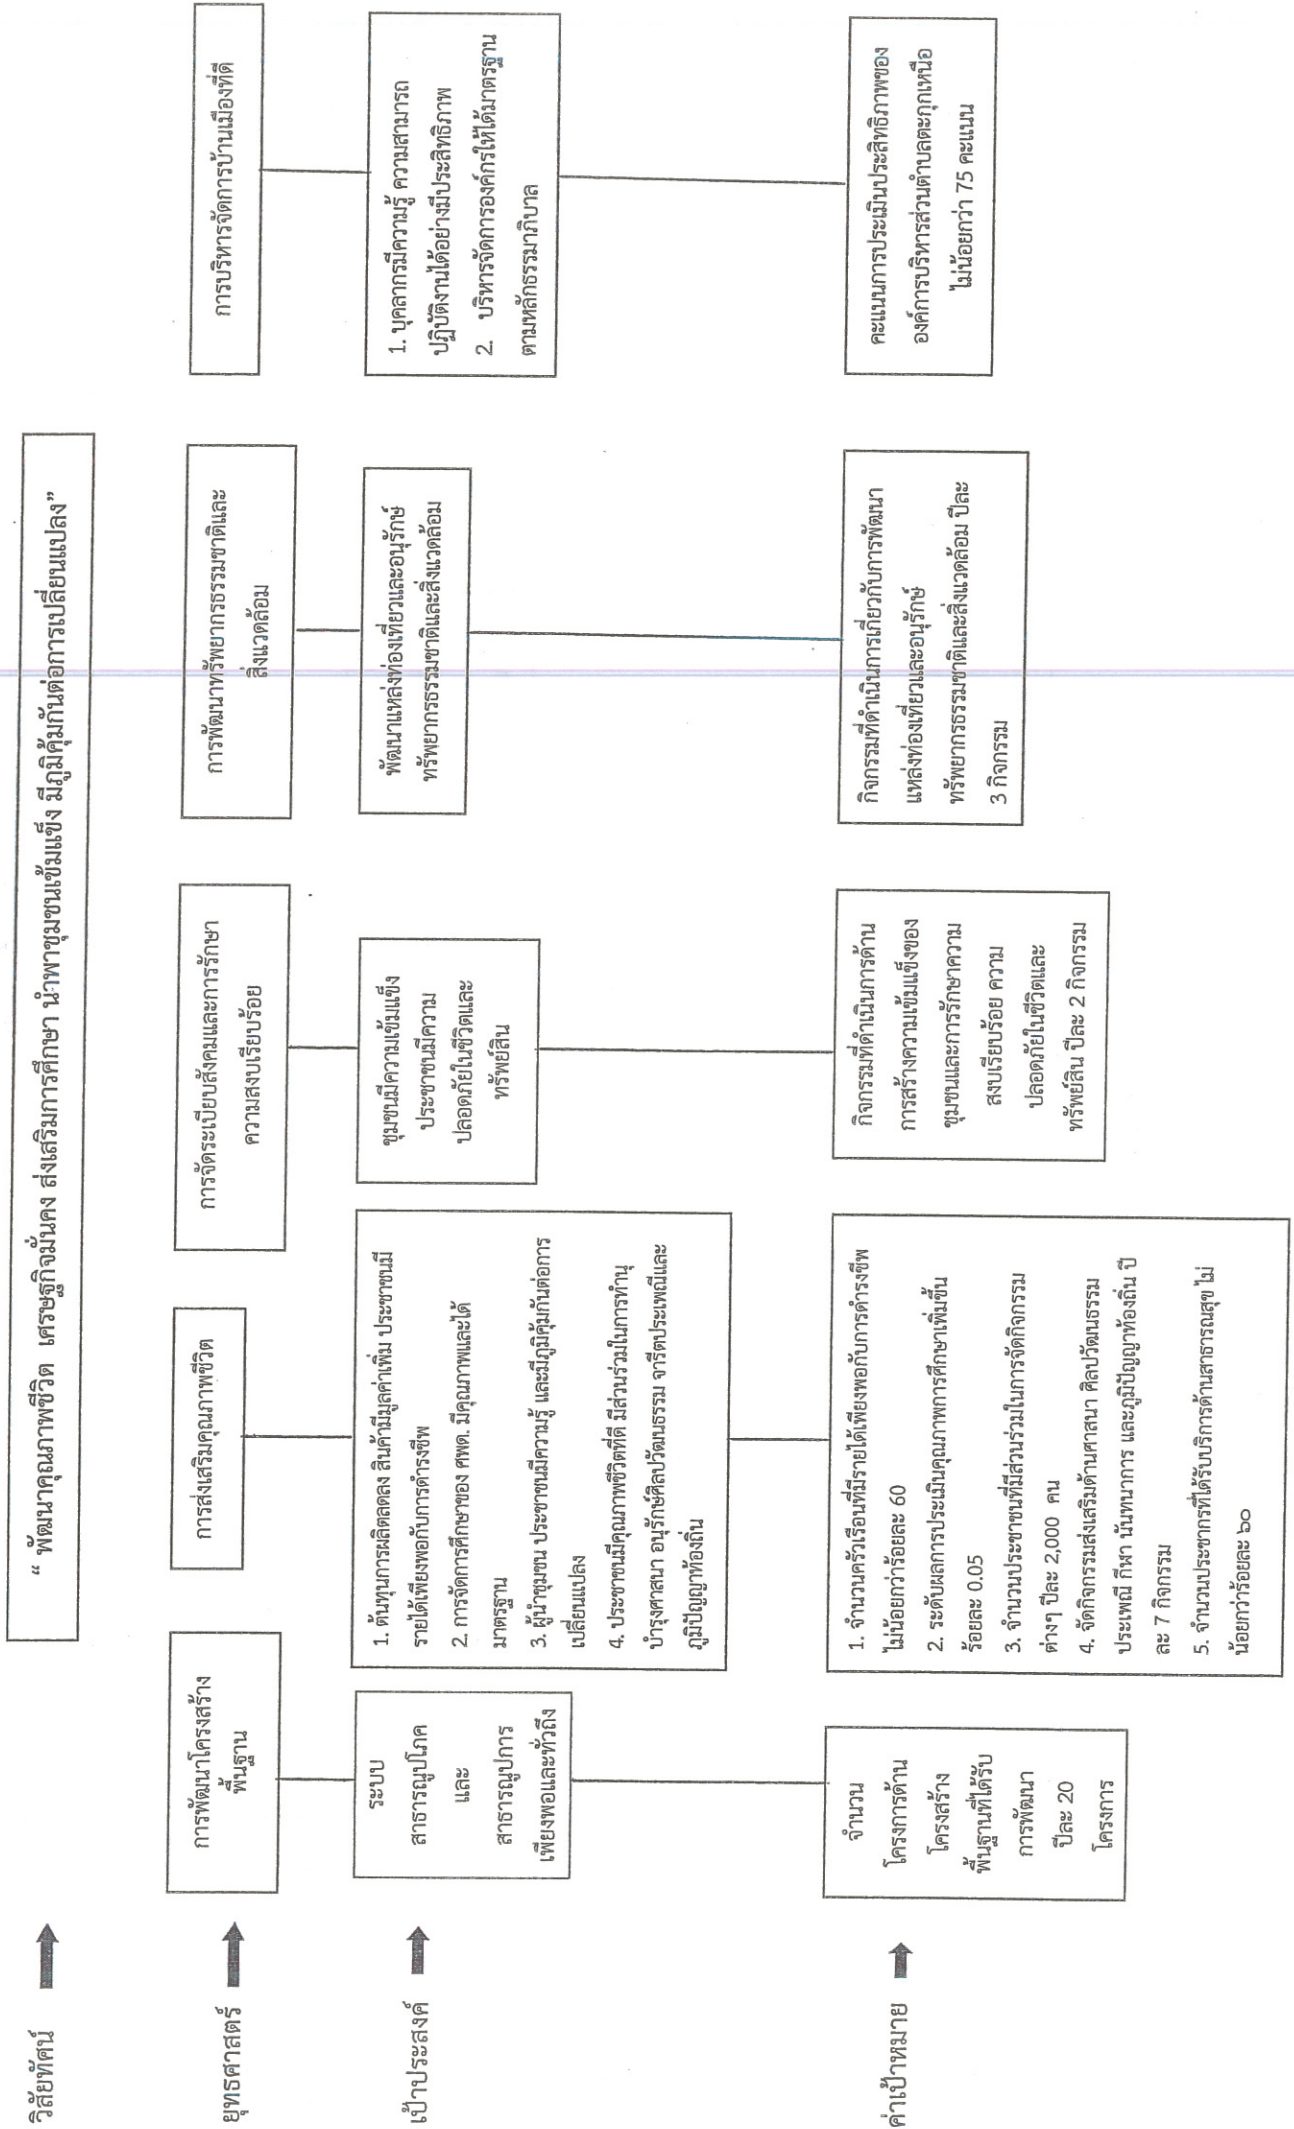 วิสัยทัศน์
“ พัฒนาคุณภาพชีวิต เศรษฐกิจมั่นคง ส่งเสริมการศึกษา นำพาชุมชนเข้มแข็ง มีภูมิคุ้มกันต่อการเปลี่ยนแปลง”
ยุทธศาสตร์
การพัฒนาโครงสร้าง
พื้นฐาน
การส่งเสริมคุณภาพชีวิต
การจัดระเบียบสังคมและการรักษา
ความสงบเรียบร้อย
การพัฒนาทรัพยากรธรรมชาติและ
สิ่งแวดล้อม
การบริหารจัดการบ้านเมืองที่ดี
เป้าประสงค์
ระบบ
สาธารณูปโภค
และ
สาธารณูปการ
เพียงพอและทั่วถึง
1. ต้นทุนการผลิตลดลง สินค้ามีมูลค่าเพิ่ม ประชาชนมี
รายได้เพียงพอกับการดำรงชีพ
2. การจัดการศึกษาของ ศพด. มีคุณภาพและได้
มาตรฐาน
3. ผู้นำชุมชน ประชาชนมีความรู้ และมีภูมิคุ้มกันต่อการ
เปลี่ยนแปลง
4. ประชาชนมีคุณภาพชีวิตที่ดี มีส่วนร่วมในการทำนุ
บำรุงศาสนา อนุรักษ์ศิลปวัฒนธรรม จารีตประเพณีและ
ภูมิปัญญาท้องถิ่น
ชุมชนมีความเข้มแข็ง
ประชาชนมีความ
ปลอดภัยในชีวิตและ
ทรัพย์สิน
พัฒนาแหล่งท่องเที่ยวและอนุรักษ์
ทรัพยากรธรรมชาติและสิ่งแวดล้อม
1. บุคลากรมีความรู้ ความสามารถ
ปฏิบัติงานได้อย่างมีประสิทธิภาพ
2. บริหารจัดการองค์กรให้ได้มาตรฐาน
ตามหลักธรรมาภิบาล
ค่าเป้าหมาย
จำนวน
โครงการด้าน
โครงสร้าง
พื้นฐานที่ได้รับ
การพัฒนา
ปีละ 20
โครงการ
1. จำนวนครัวเรือนที่มีรายได้เพียงพอกับการดำรงชีพ
ไม่น้อยกว่าร้อยละ 60
2. ระดับผลการประเมินคุณภาพการศึกษาเพิ่มขึ้น
ร้อยละ 0.05
3. จำนวนประชาชนที่มีส่วนร่วมในการจัดกิจกรรม
ต่างๆ ปีละ 2,000 คน
4. จัดกิจกรรมส่งเสริมด้านศาสนา ศิลปวัฒนธรรม
ประเพณี กีฬา นันทนาการ และภูมิปัญญาท้องถิ่น ปี
ละ 7 กิจกรรม
5. จำนวนประชากรที่ได้รับบริการด้านสาธารณสุข ไม่
น้อยกว่าร้อยละ ๖๐
กิจกรรมที่ดำเนินการด้าน
การสร้างความเข้มแข็งของ
ชุมชนและการรักษาความ
สงบเรียบร้อย ความ
ปลอดภัยในชีวิตและ
ทรัพย์สิน ปีละ 2 กิจกรรม
กิจกรรมที่ดำเนินการเกี่ยวกับการพัฒนา
แหล่งท่องเที่ยวและอนุรักษ์
ทรัพยากรธรรมชาติและสิ่งแวดล้อม ปีละ
3 กิจกรรม
คะแนนการประเมินประสิทธิภาพของ
องค์การบริหารส่วนตำบลตะกุกเหนือ
ไม่น้อยกว่า 75 คะแนน